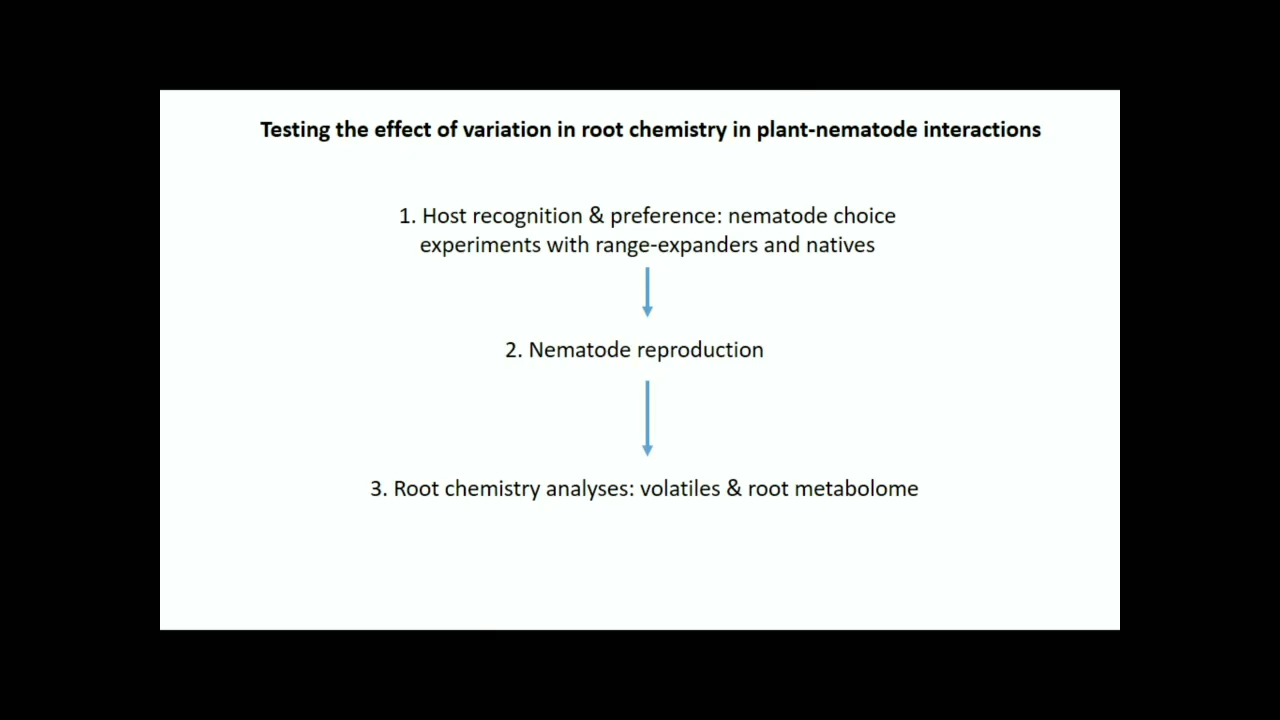 Testing the effect of variation in root chemistry in plant-nematode interactions
1. Host recognition & preference: nematode choice
experiments with range-expanders and natives
2. Nematode reproduction
3. Root chemistry analyses: volatiles & root metabolome